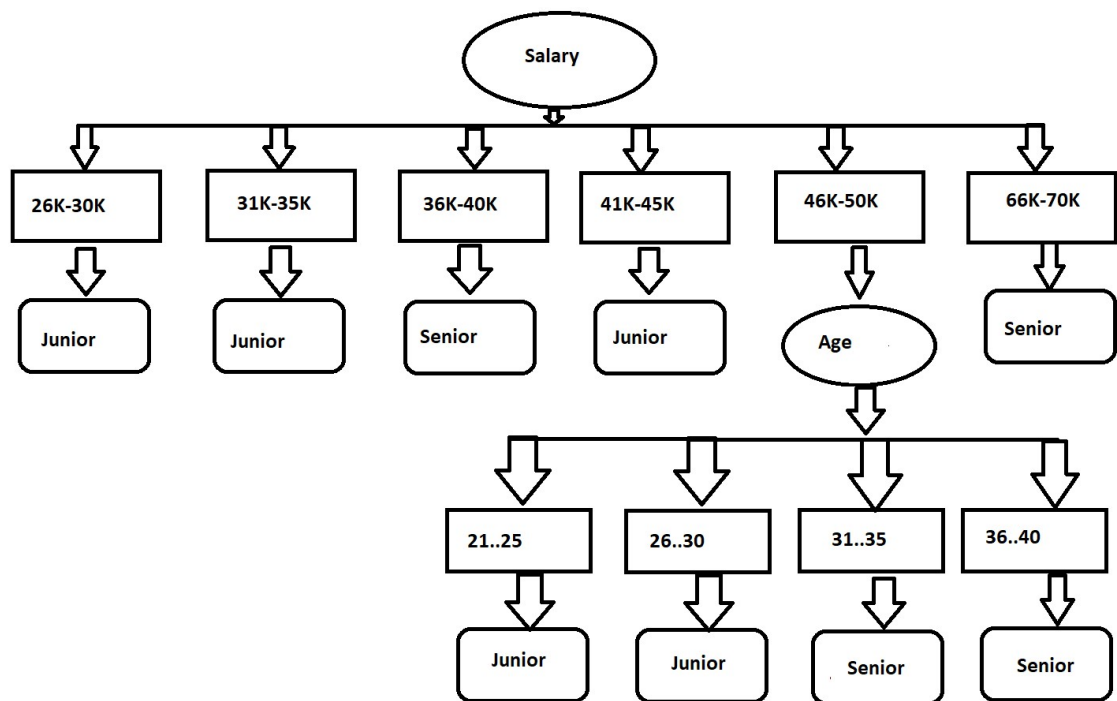 Salary
26K-30K
31K-35K
36K-40K
41K-45K
46K-50K
66K-70K
Junior
Junior
Senior
Junior
Age
Senior
21..25
26..30
31..35
36..40
Junior
Junior
Senior
Senior